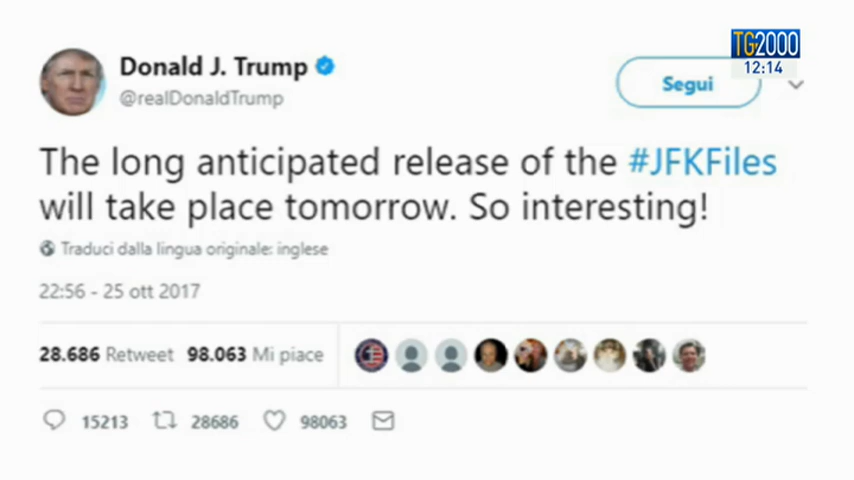 TG2000
12:14
Donald J. Trump
@realDonaldTrump
Segui
The long anticipated release of the #JFKFiles
will take place tomorrow. So interesting!
Traduci dalla lingua originale: inglese
22:56 - 25 ott 2017
28.686 Retweet 98.063 Mi piace
15213 28686 98063